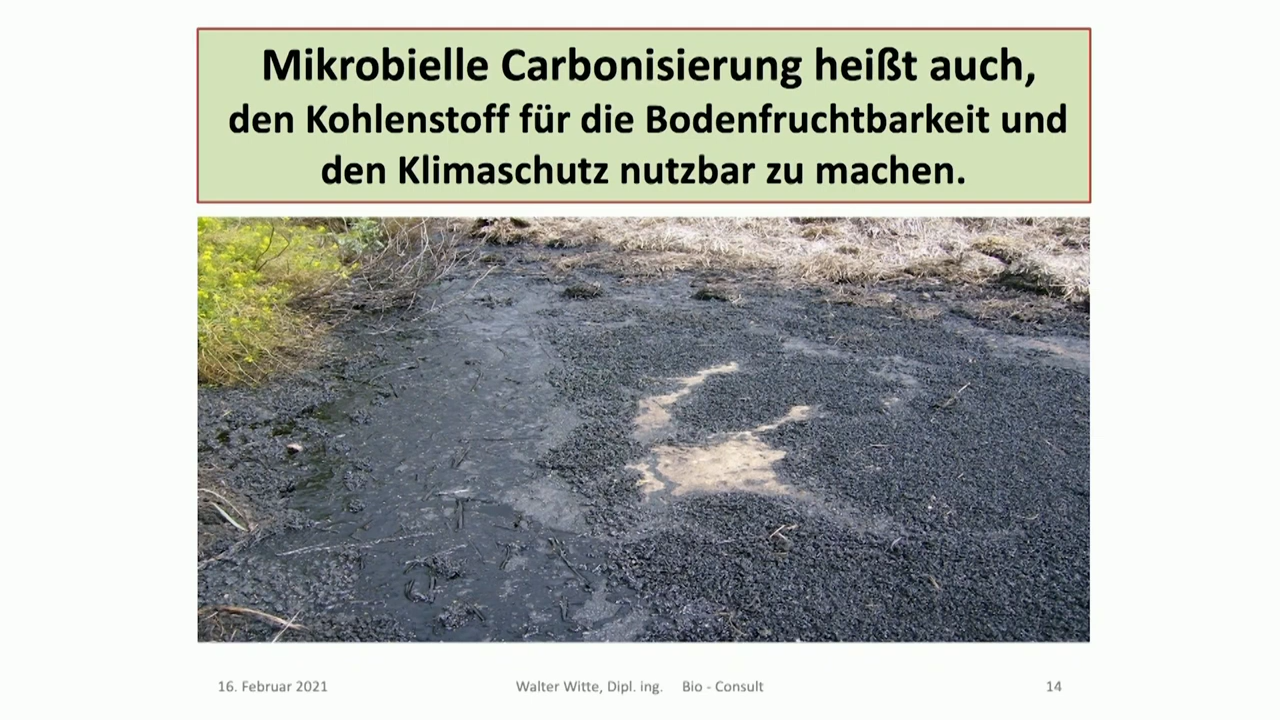 Mikrobielle Carbonisierung heißt auch,
den Kohlenstoff für die Bodenfruchtbarkeit und
den Klimaschutz nutzbar zu machen.
16. Februar 2021
Walter Witte, Dipl. ing. Bio - Consult
14